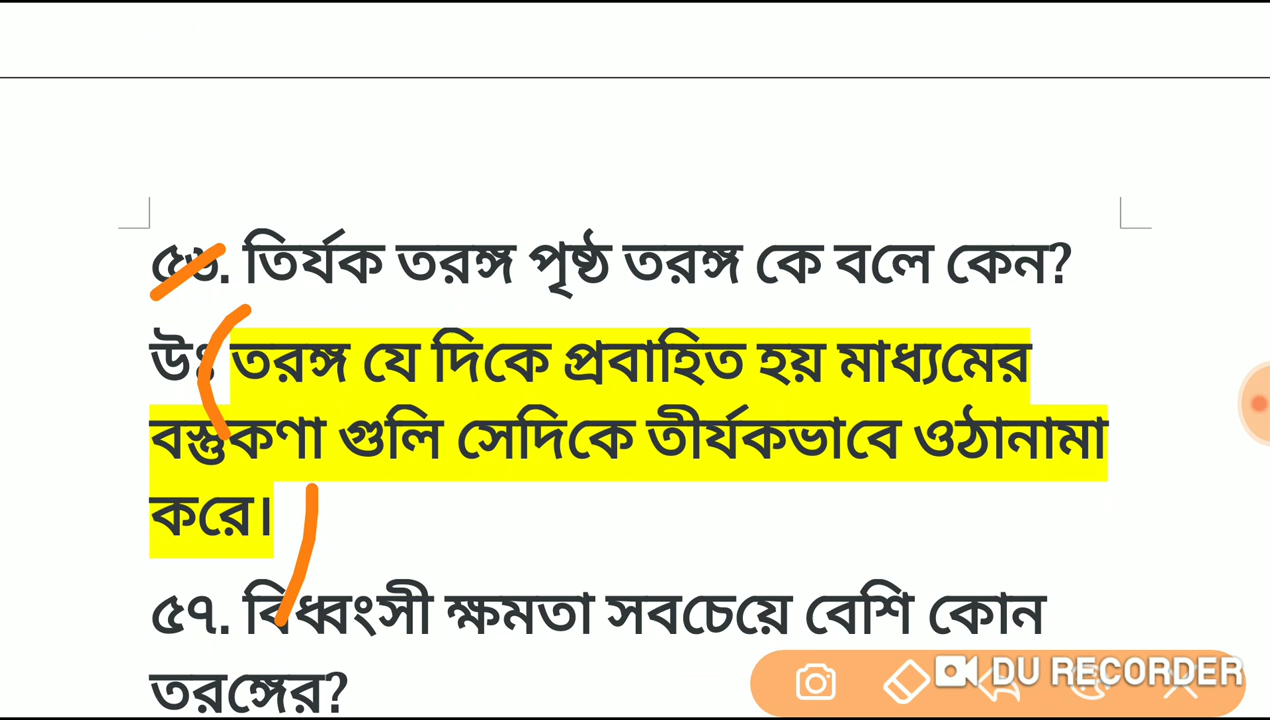 ৫৬. তির্যক তরঙ্গ পৃষ্ঠ তরঙ্গ কে বলে কেন?
উঃ তরঙ্গ যে দিকে প্রবাহিত হয় মাধ্যমের
বস্তুকণা গুলি সেদিকে তীর্যকভাবে ওঠানামা
করে।
৫৭. বিধ্বংসী ক্ষমতা সবচেয়ে বেশি কোন
তরঙ্গের?
DU RECORDER